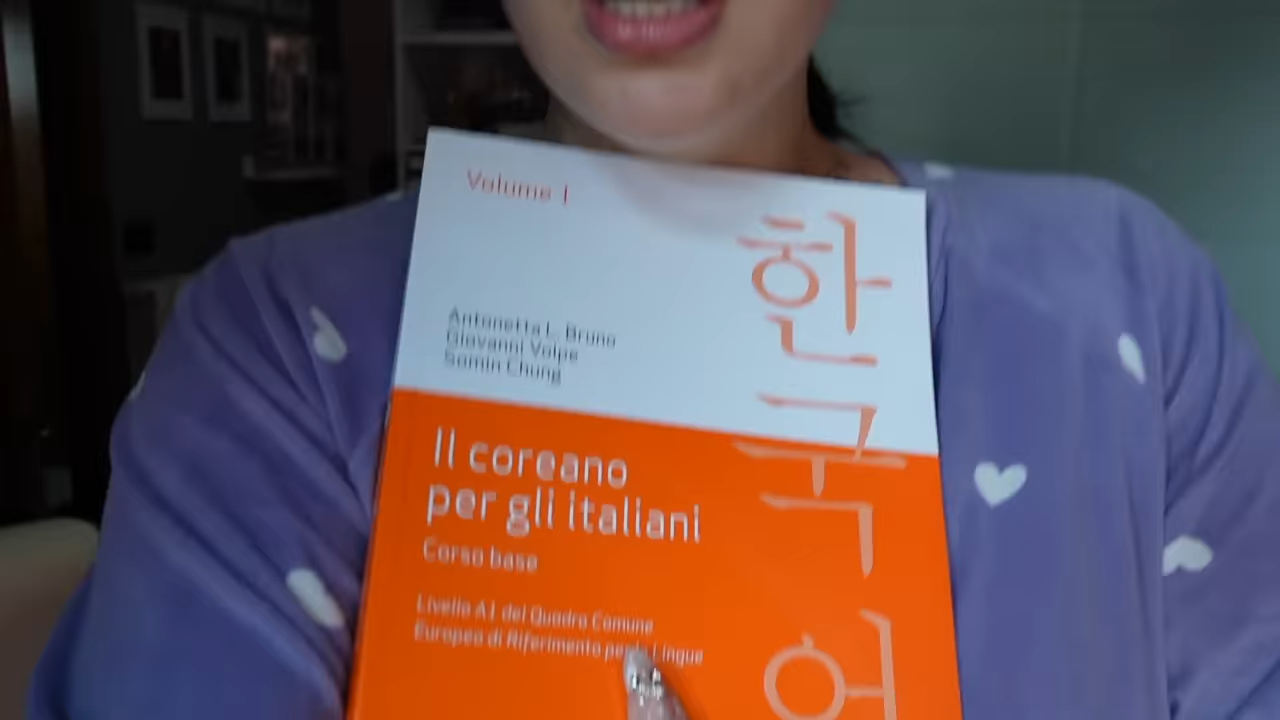 Volume 1
Antonetta L. Bruno
Giovanni Volpe
Somin Chung
Il coreano
per gli italiani
Corso base
Livello A1 del Quadro Comune
Europeo di Riferimento per le Lingue
한국어